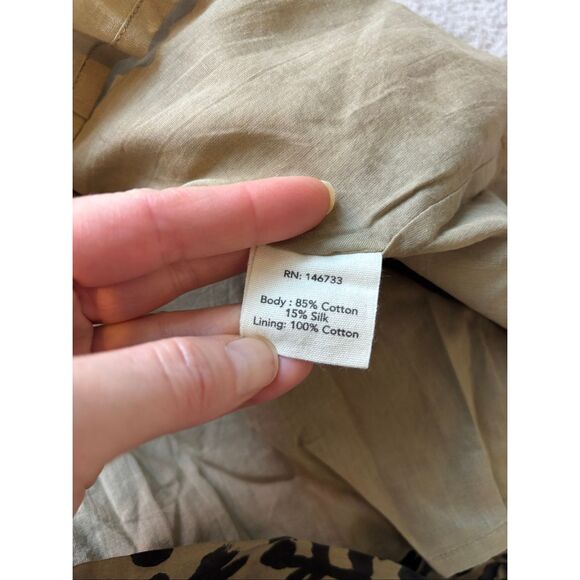 RN: 146733
Body : 85% Cotton
15% Silk
Lining: 100% Cotton